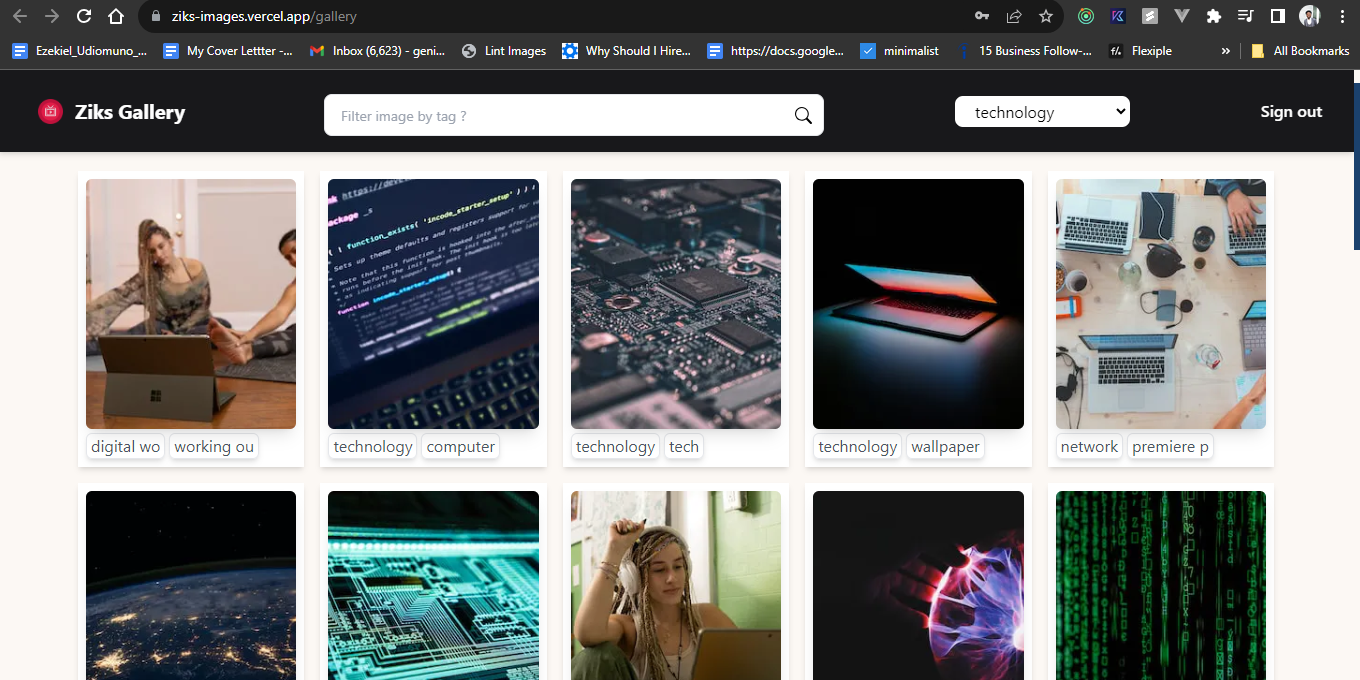 ziks-images.vercel.app/gallery
Ezekiel_Udiomuno_...
My Cover Lettter -...
Inbox (6,623) - geni...
Lint Images
Why Should I Hire...
https://docs.google...
minimalist
15 Business Follow-...
f/.
Flexiple
»
All Bookmarks
Ziks Gallery
Filter image by tag ?
technology
Sign out
function_exists( 'incode_starter_setup' ) ) :
digital wo
working ou
technology
computer
technology
tech
technology
wallpaper
network
premiere p